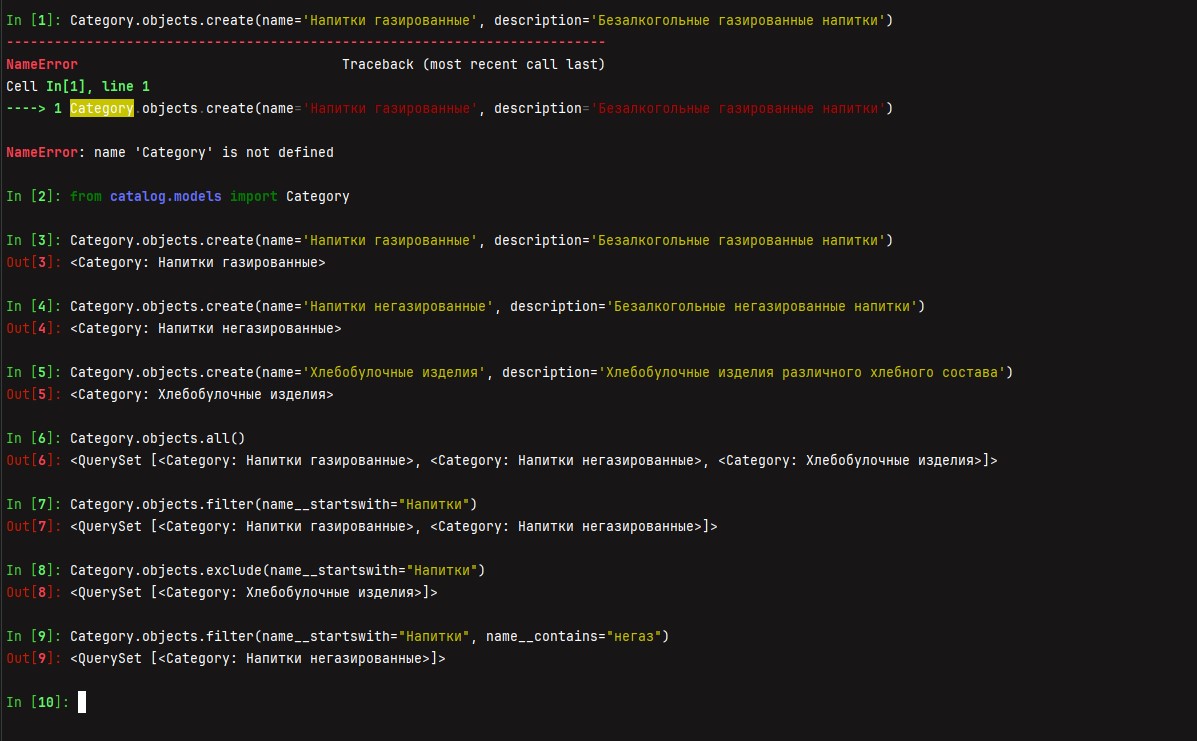 In [1]: Category.objects.create(name='Напитки газированные', description='Безалкогольные газированные напитки')
---------------------------------------------------------------------------
NameError                                 Traceback (most recent call last)
Cell In[1], line 1
----> 1 Category.objects.create(name='Напитки газированные', description='Безалкогольные газированные напитки')
NameError: name 'Category' is not defined
In [2]: from catalog.models import Category
In [3]: Category.objects.create(name='Напитки газированные', description='Безалкогольные газированные напитки')
Out[3]: <Category: Напитки газированные>
In [4]: Category.objects.create(name='Напитки негазированные', description='Безалкогольные негазированные напитки')
Out[4]: <Category: Напитки негазированные>
In [5]: Category.objects.create(name='Хлебобулочные изделия', description='Хлебобулочные изделия различного хлебного состава')
Out[5]: <Category: Хлебобулочные изделия>
In [6]: Category.objects.all()
Out[6]: <QuerySet [<Category: Напитки газированные>, <Category: Напитки негазированные>, <Category: Хлебобулочные изделия>]>
In [7]: Category.objects.filter(name__startswith="Напитки")
Out[7]: <QuerySet [<Category: Напитки газированные>, <Category: Напитки негазированные>]>
In [8]: Category.objects.exclude(name__startswith="Напитки")
Out[8]: <QuerySet [<Category: Хлебобулочные изделия>]>
In [9]: Category.objects.filter(name__startswith="Напитки", name__contains="негаз")
Out[9]: <QuerySet [<Category: Напитки негазированные>]>
In [10]: